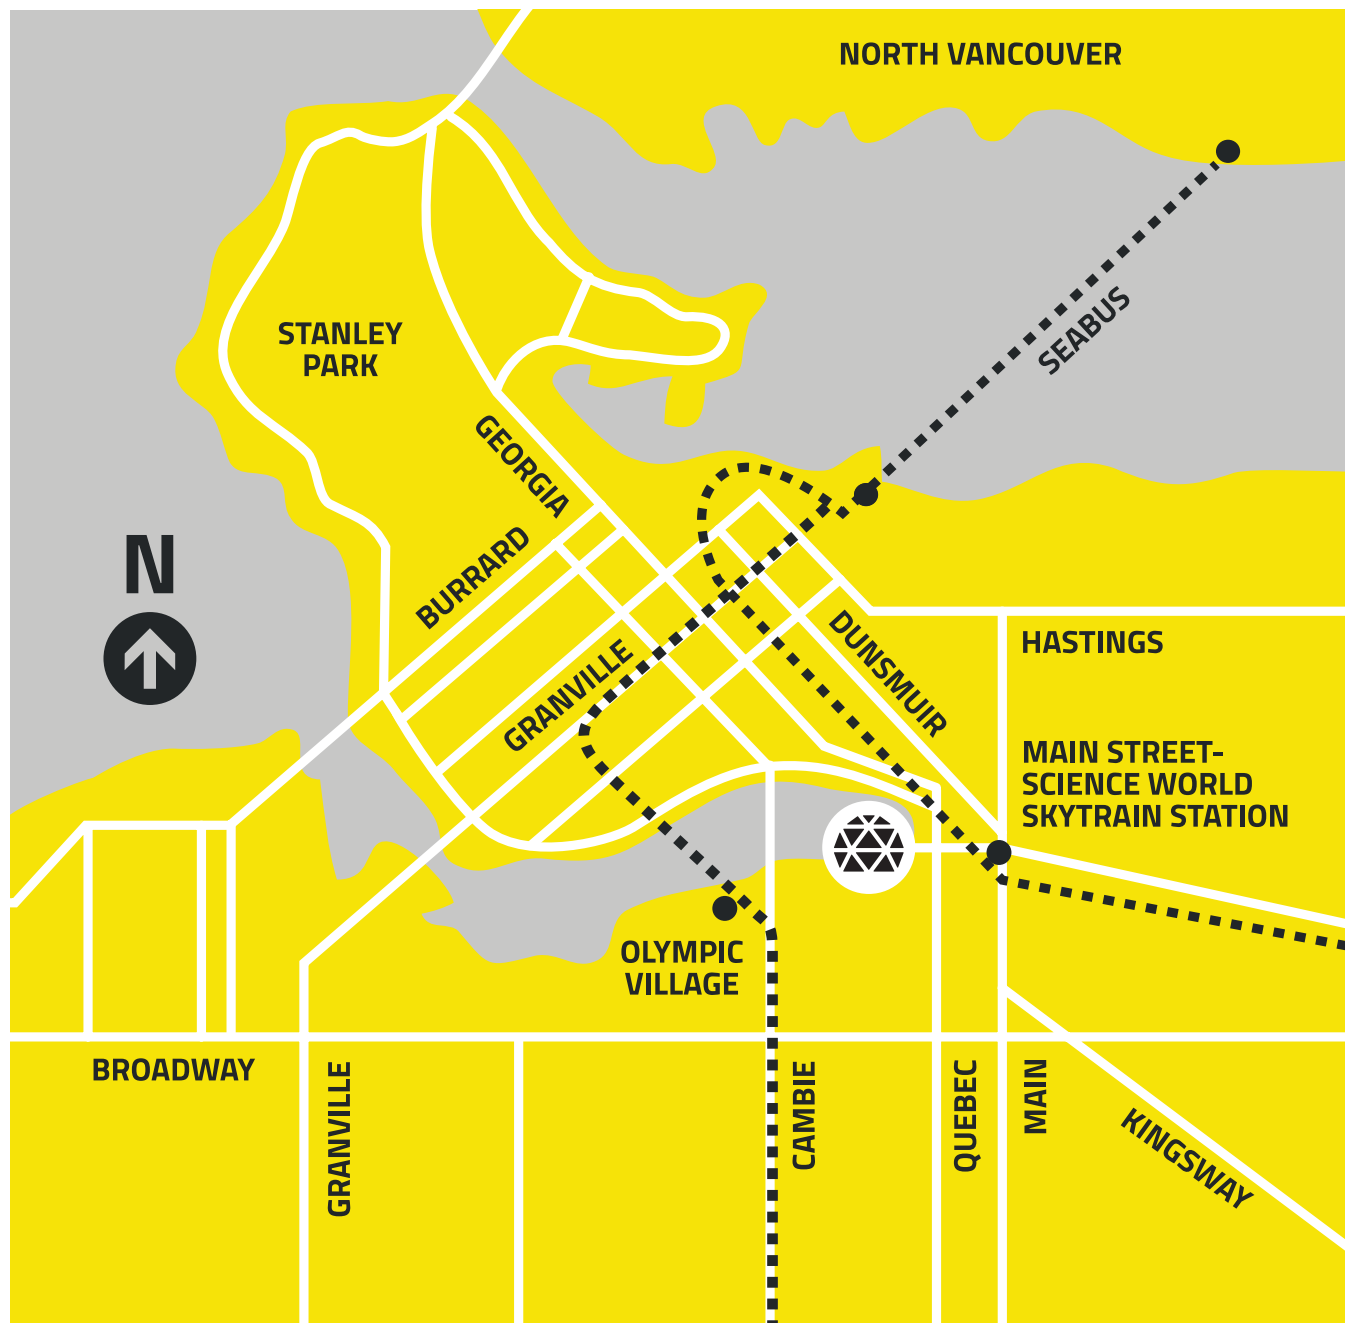 NORTH VANCOUVER
SEABUS
STANLEY
PARK
GEORGIA
BURRARD
N
GRANVILLE
DUNSMUIR
HASTINGS
MAIN STREET-
SCIENCE WORLD
SKYTRAIN STATION
OLYMPIC
VILLAGE
BROADWAY
GRANVILLE
CAMBIE
QUEBEC
MAIN
KINGSWAY